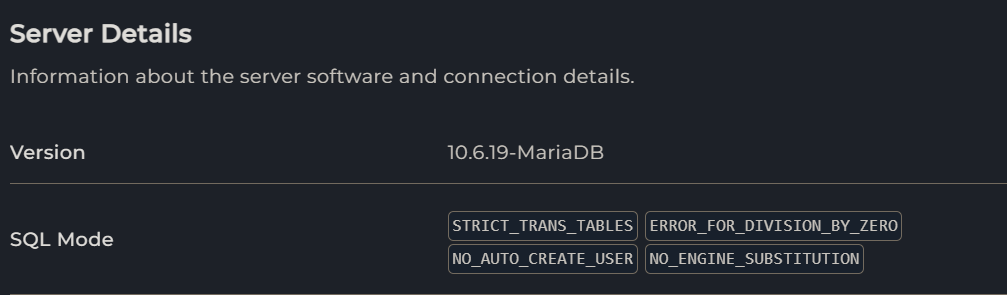 Server Details
Information about the server software and connection details.
Version 10.6.19-MariaDB
SQL Mode STRICT_TRANS_TABLES ERROR_FOR_DIVISION_BY_ZERO
NO_AUTO_CREATE_USER NO_ENGINE_SUBSTITUTION